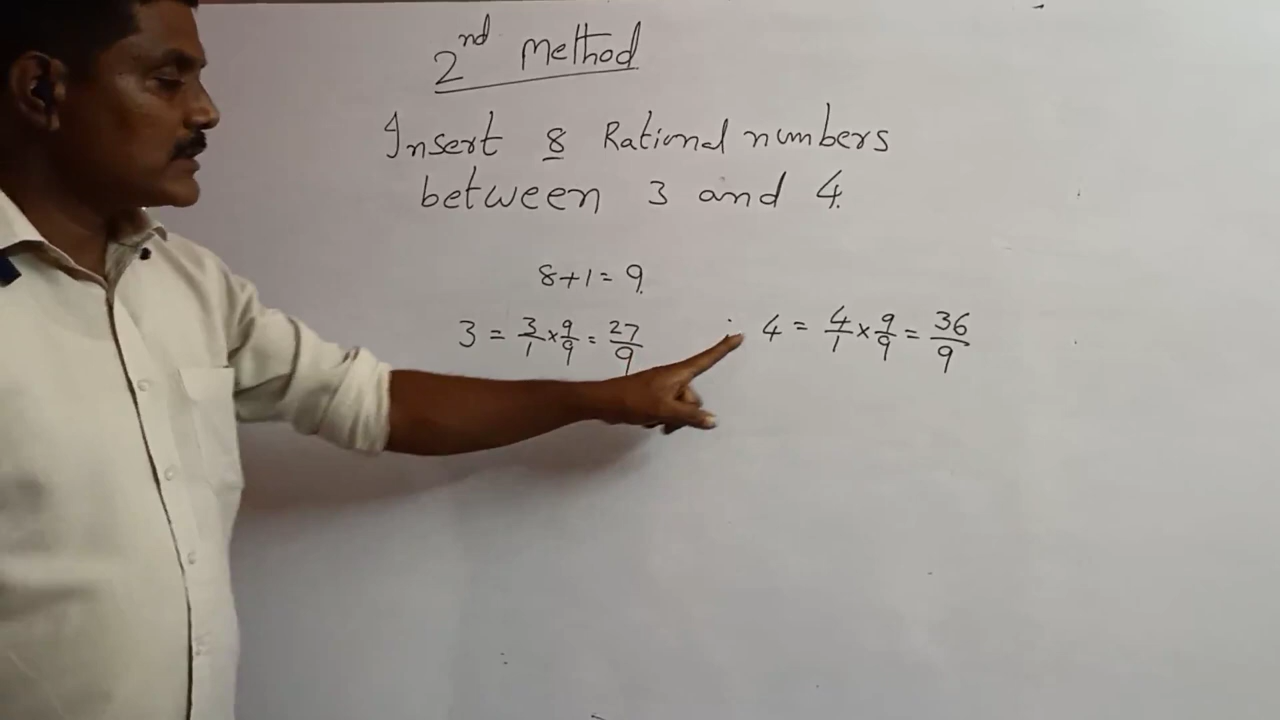 2nd Method
Insert 8 Rational numbers
between 3 and 4.
8+1=9.
3 = 3/1 × 9/9 = 27/9
4 = 4/1 × 9/9 = 36/9